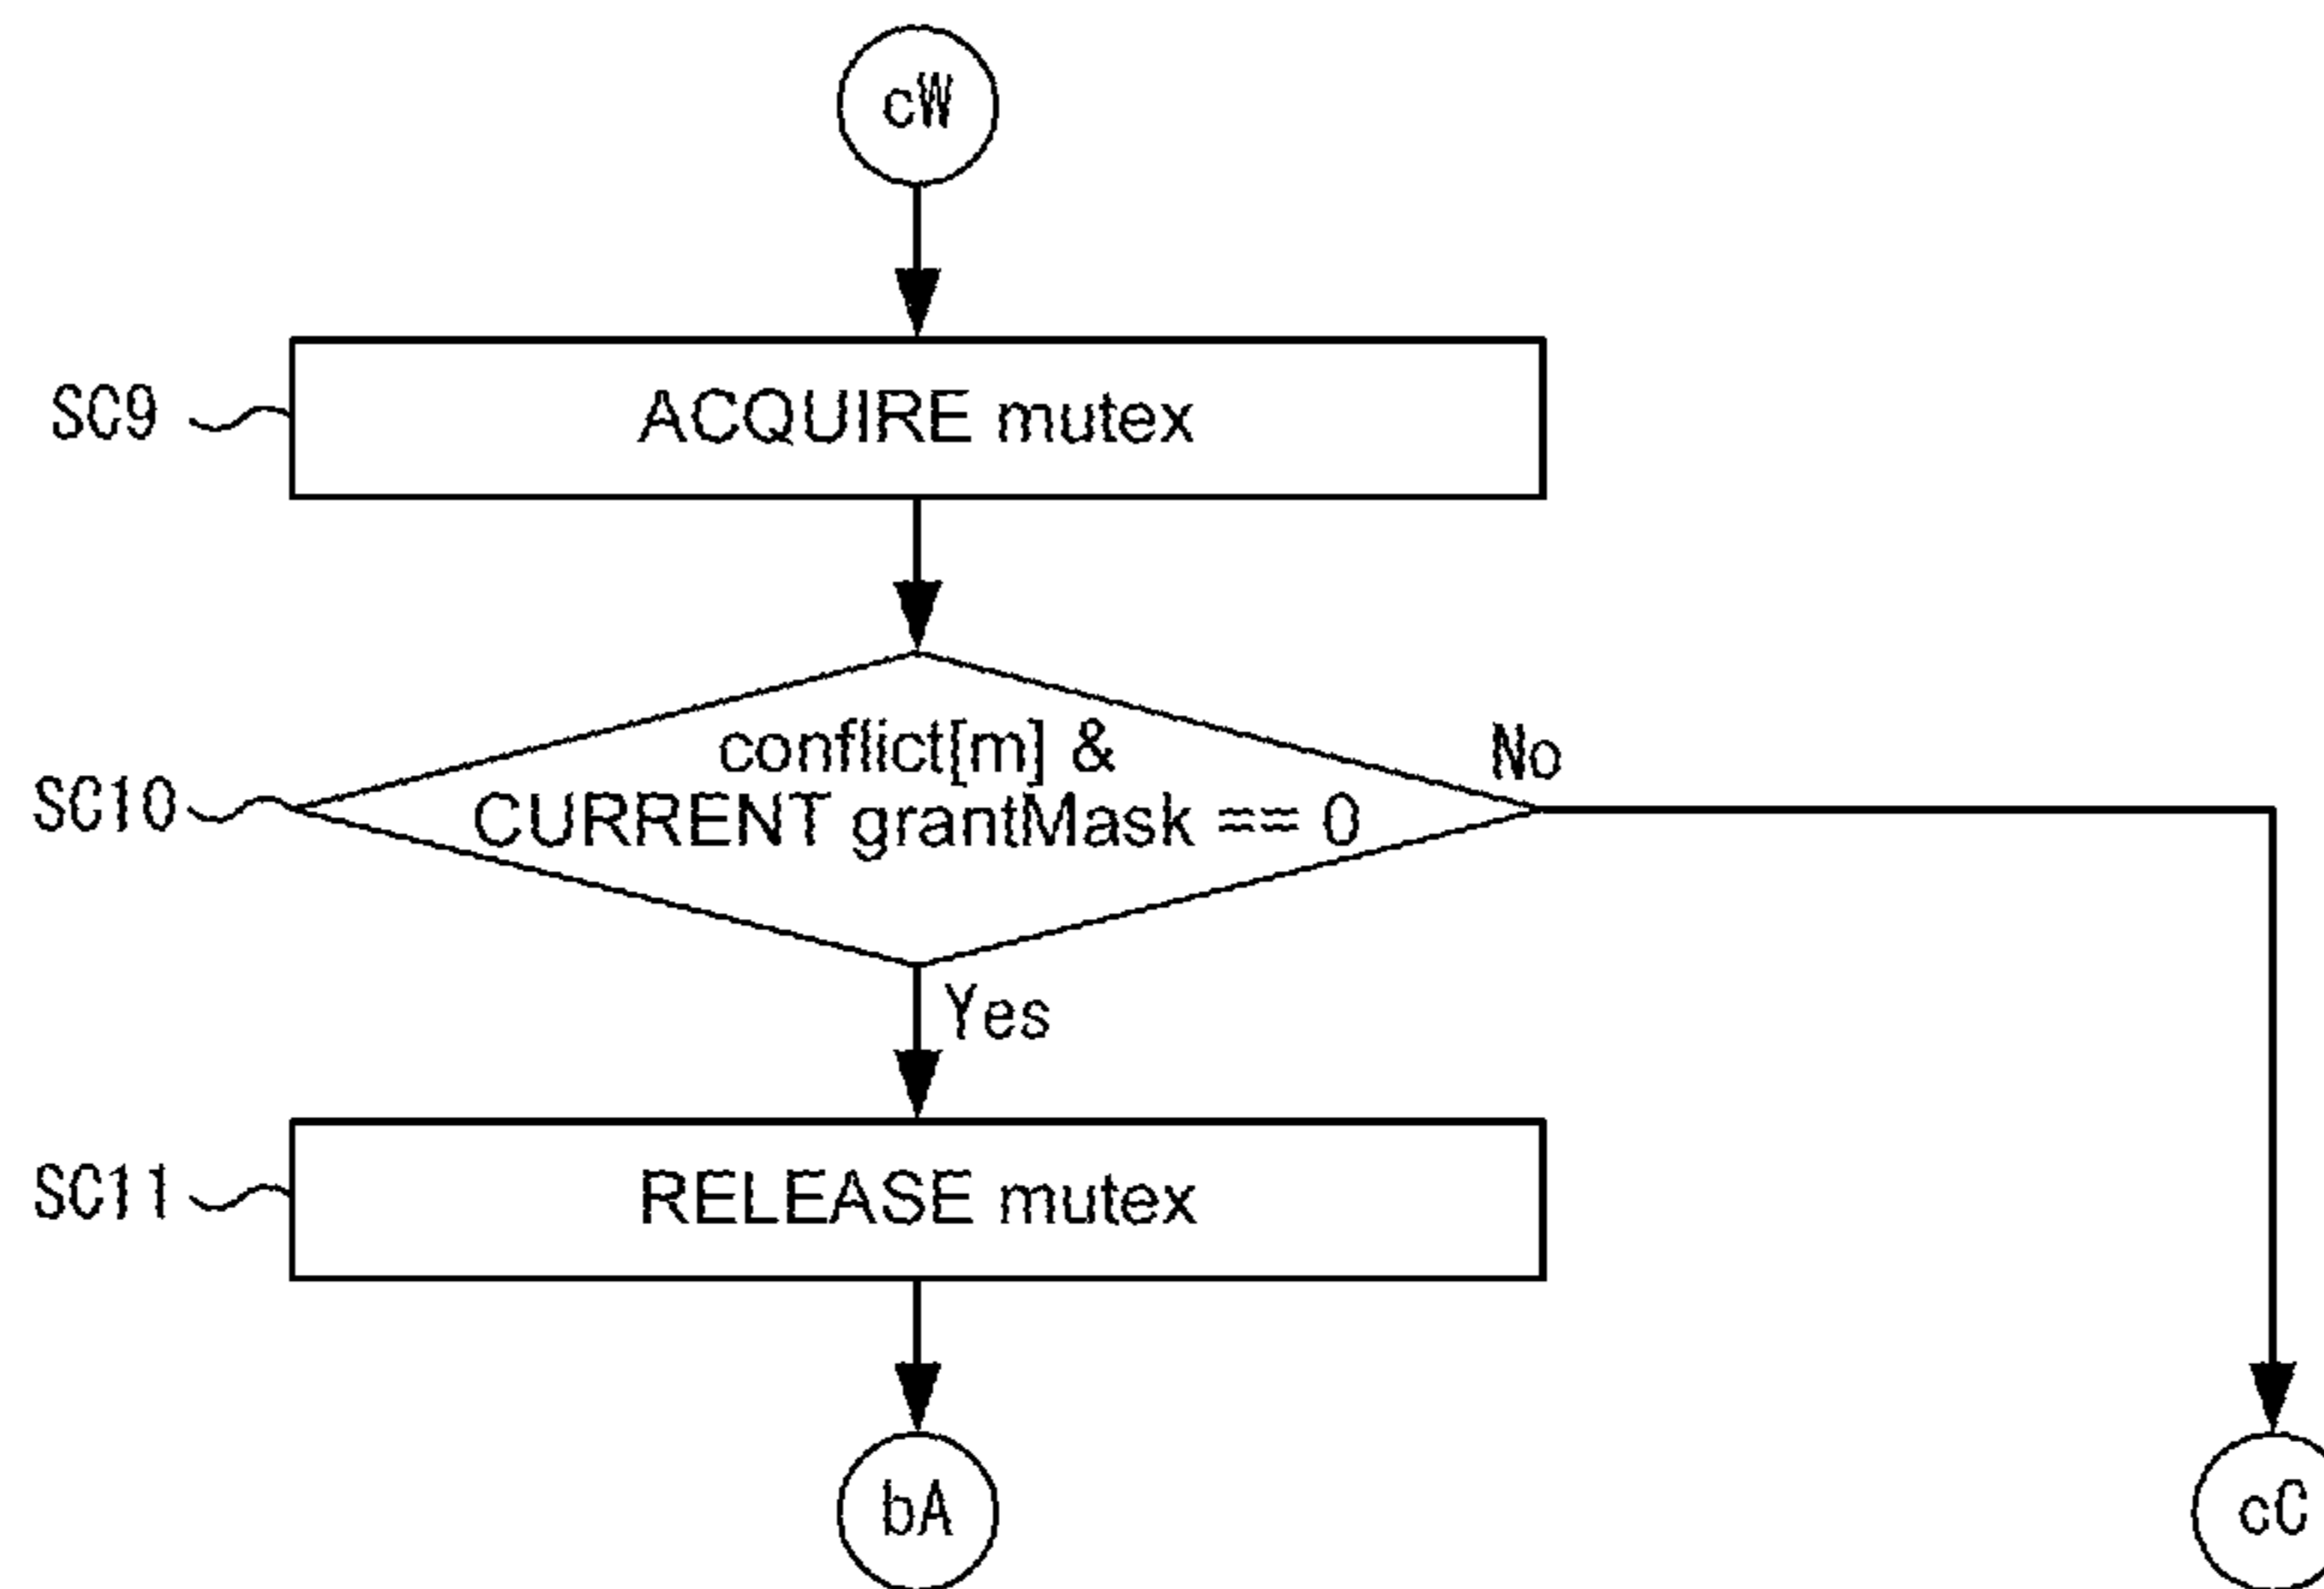 cW
SC9
ACQUIRE mutex
SC10
conflict[m] &
CURRENT grantMask == 0
No
Yes
SC11
RELEASE mutex
bA
cC